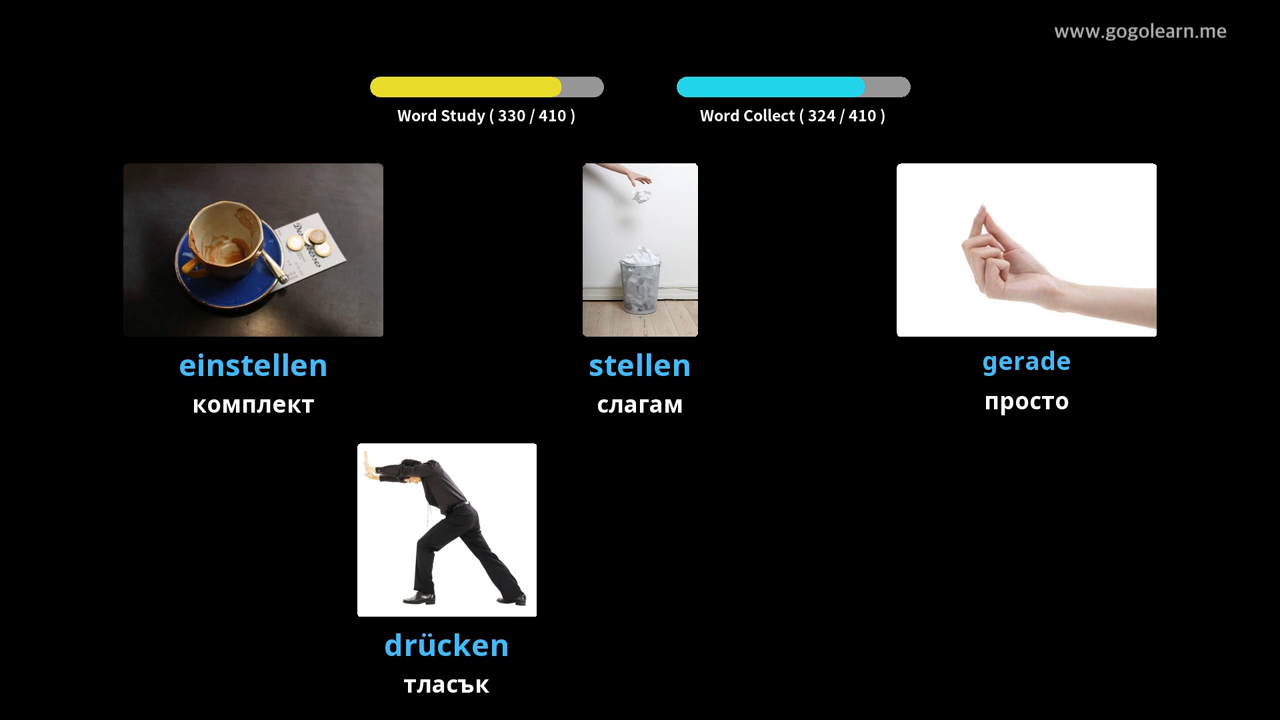 www.gogolearn.me
Word Study ( 330 / 410 )
Word Collect ( 324 / 410 )
einstellen
комплект
stellen
слагам
gerade
просто
drücken
тласък